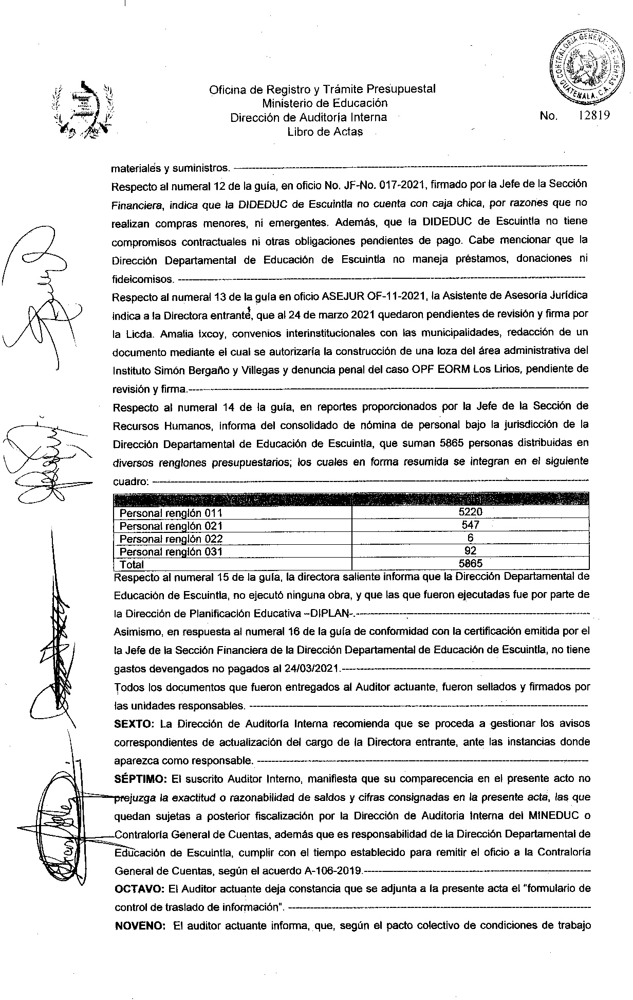 CONTRALORIA GENERAL DE CUENTAS
GUATEMALA, C.A.
Oficina de Registro y Trámite Presupuestal
Ministerio de Educación
Dirección de Auditoría Interna
Libro de Actas
No. 12819
materiales y suministros. ----------
Respecto al numeral 12 de la guía, en oficio No. JF-No. 017-2021, firmado por la Jefe de la Sección
Financiera, indica que la DIDEDUC de Escuintla no cuenta con caja chica, por razones que no
realizan compras menores, ni emergentes. Además, que la DIDEDUC de Escuintla no tiene
compromisos contractuales ni otras obligaciones pendientes de pago. Cabe mencionar que la
Dirección Departamental de Educación de Escuintla no maneja préstamos, donaciones ni
fideicomisos. ----------
Respecto al numeral 13 de la guía en oficio ASEJUR OF-11-2021, la Asistente de Asesoría Jurídica
indica a la Directora entrante, que al 24 de marzo 2021 quedaron pendientes de revisión y firma por
la Licda. Amalia Ixcoy, convenios interinstitucionales con las municipalidades, redacción de un
documento mediante el cual se autorizaría la construcción de una loza del área administrativa del
Instituto Simón Bergaño y Villegas y denuncia penal del caso OPF EORM Los Lirios, pendiente de
revisión y firma.----------
Respecto al numeral 14 de la guía, en reportes proporcionados por la Jefe de la Sección de
Recursos Humanos, informa del consolidado de nómina de personal bajo la jurisdicción de la
Dirección Departamental de Educación de Escuintla, que suman 5865 personas distribuidas en
diversos renglones presupuestarios; los cuales en forma resumida se integran en el siguiente
cuadro: ----------
Personal renglón 011 5220
Personal renglón 021 547
Personal renglón 022 6
Personal renglón 031 92
Total 5865
Respecto al numeral 15 de la guía, la directora saliente informa que la Dirección Departamental de
Educación de Escuintla, no ejecutó ninguna obra, y que las que fueron ejecutadas fue por parte de
la Dirección de Planificación Educativa –DIPLAN-.----------
Asimismo, en respuesta al numeral 16 de la guía de conformidad con la certificación emitida por el
la Jefe de la Sección Financiera de la Dirección Departamental de Educación de Escuintla, no tiene
gastos devengados no pagados al 24/03/2021.----------
Todos los documentos que fueron entregados al Auditor actuante, fueron sellados y firmados por
las unidades responsables. ----------
SEXTO: La Dirección de Auditoría Interna recomienda que se proceda a gestionar los avisos
correspondientes de actualización del cargo de la Directora entrante, ante las instancias donde
aparezca como responsable. ----------
SÉPTIMO: El suscrito Auditor Interno, manifiesta que su comparecencia en el presente acto no
prejuzga la exactitud o razonabilidad de saldos y cifras consignadas en la presente acta, las que
quedan sujetas a posterior fiscalización por la Dirección de Auditoria Interna del MINEDUC o
Contraloría General de Cuentas, además que es responsabilidad de la Dirección Departamental de
Educación de Escuintla, cumplir con el tiempo establecido para remitir el oficio a la Contraloría
General de Cuentas, según el acuerdo A-106-2019.----------
OCTAVO: El Auditor actuante deja constancia que se adjunta a la presente acta el "formulario de
control de traslado de información". ----------
NOVENO: El auditor actuante informa, que, según el pacto colectivo de condiciones de trabajo